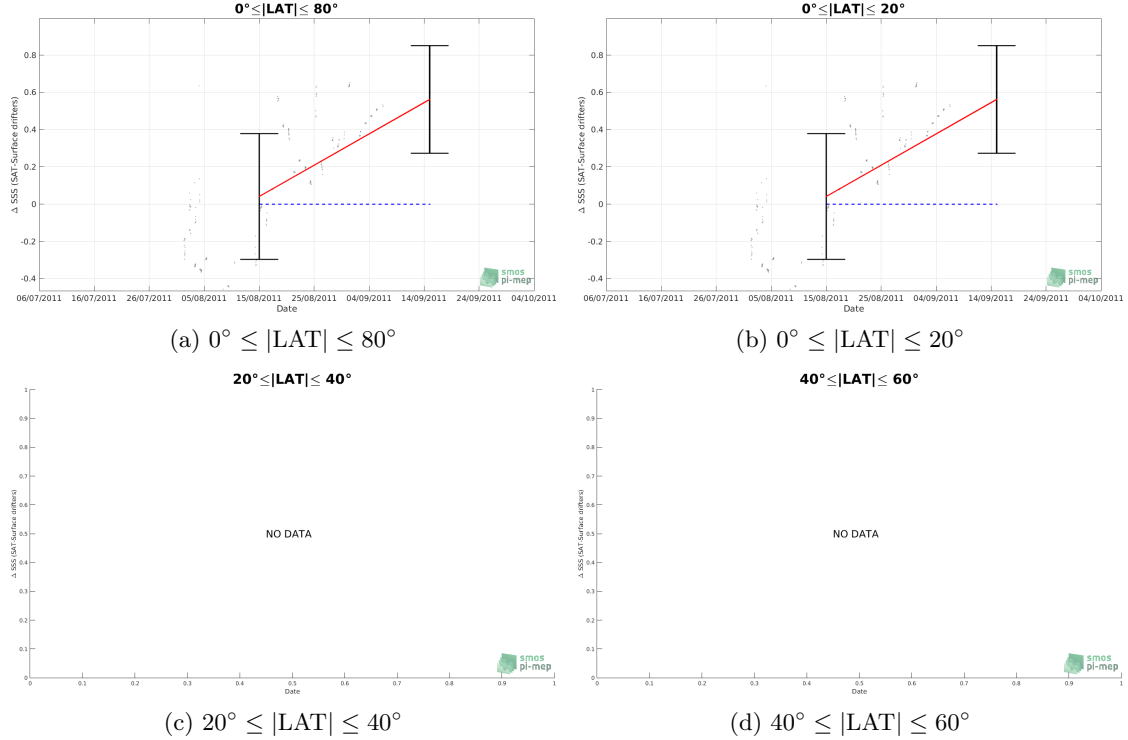 0°≤|LAT|≤ 80°
Δ SSS (SAT-Surface drifters)
0.8
0.6
0.4
0.2
0
-0.2
-0.4
06/07/2011 16/07/2011 26/07/2011 05/08/2011 15/08/2011 25/08/2011 04/09/2011 14/09/2011 24/09/2011 04/10/2011
Date
smos
pi-mep
(a) 0° ≤ |LAT| ≤ 80°
0°≤|LAT|≤ 20°
Δ SSS (SAT-Surface drifters)
0.8
0.6
0.4
0.2
0
-0.2
-0.4
06/07/2011 16/07/2011 26/07/2011 05/08/2011 15/08/2011 25/08/2011 04/09/2011 14/09/2011 24/09/2011 04/10/2011
Date
smos
pi-mep
(b) 0° ≤ |LAT| ≤ 20°
20°≤|LAT|≤ 40°
Δ SSS (SAT-Surface drifters)
1
0.9
0.8
0.7
0.6
0.5
0.4
0.3
0.2
0.1
0
NO DATA
0 0.1 0.2 0.3 0.4 0.5 0.6 0.7 0.8 0.9 1
Date
smos
pi-mep
(c) 20° ≤ |LAT| ≤ 40°
40°≤|LAT|≤ 60°
Δ SSS (SAT-Surface drifters)
1
0.9
0.8
0.7
0.6
0.5
0.4
0.3
0.2
0.1
0
NO DATA
0 0.1 0.2 0.3 0.4 0.5 0.6 0.7 0.8 0.9 1
Date
smos
pi-mep
(d) 40° ≤ |LAT| ≤ 60°